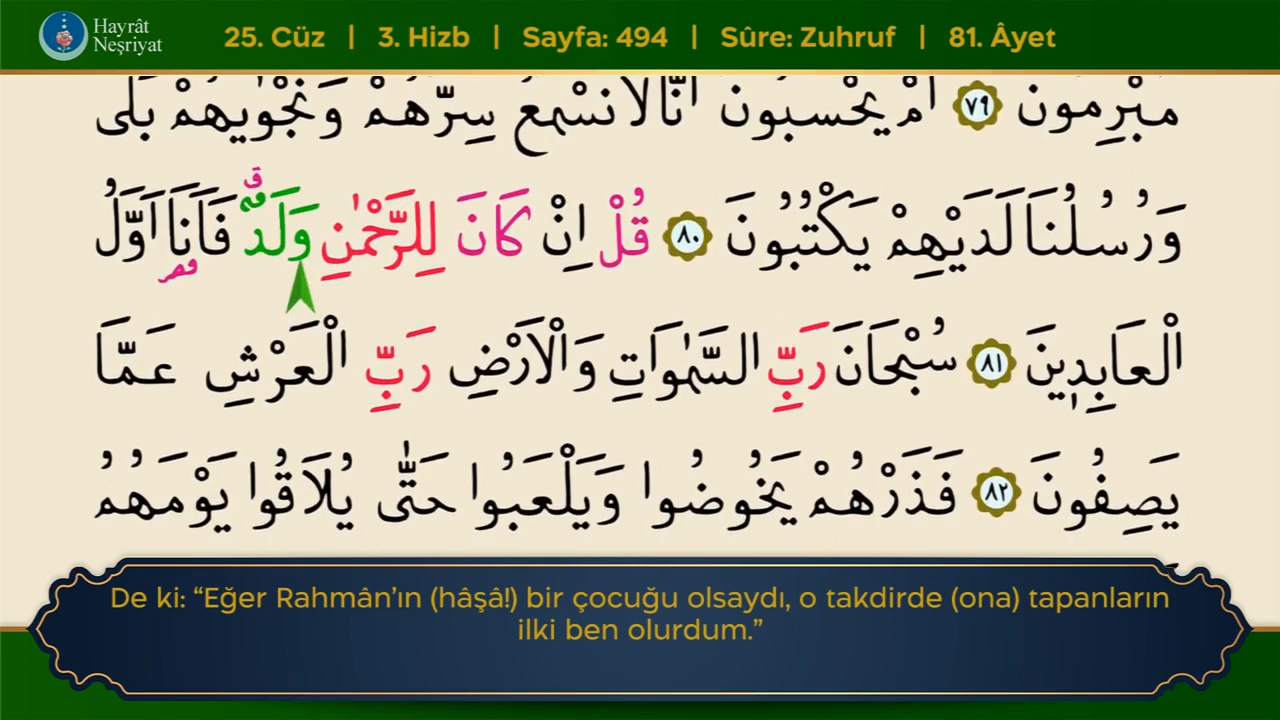 Hayrât
Neşriyat
25. Cüz | 3. Hizb | Sayfa: 494 | Sûre: Zuhruf | 81. Âyet
مُبْرِمُونَ ﴿٧٩﴾ اَمْ يَحْسَبُونَ اَنَّا لَا نَسْمَعُ سِرَّهُمْ وَنَجْوٰيهُمْ بَلٰى
وَرُسُلُنَا لَدَيْهِمْ يَكْتُبُونَ ﴿٨٠﴾ قُلْ اِنْ كَانَ لِلرَّحْمٰنِ وَلَدٌ ۗ فَاَنَا اَوَّلُ
الْعَابِدٖينَ ﴿٨١﴾ سُبْحَانَ رَبِّ السَّمٰوَاتِ وَالْاَرْضِ رَبِّ الْعَرْشِ عَمَّا
يَصِفُونَ ﴿٨٢﴾ فَذَرْهُمْ يَخُوضُوا وَيَلْعَبُوا حَتّٰى يُلَاقُوا يَوْمَهُمُ
De ki: “Eğer Rahmân’ın (hâşâ!) bir çocuğu olsaydı, o takdirde (ona) tapanların
ilki ben olurdum.”